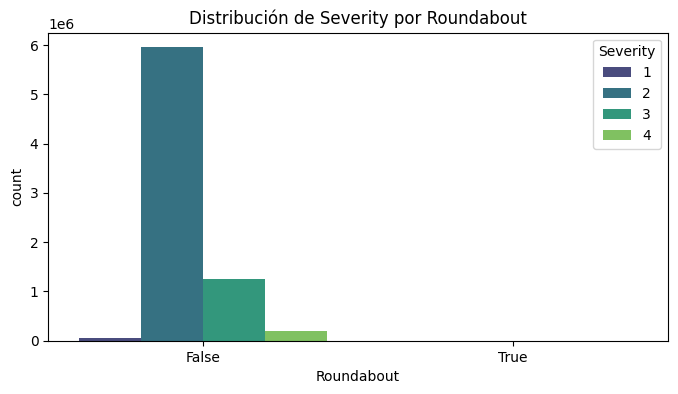 Distribución de Severity por Roundabout
1e6
Severity
1
2
3
4
6
5
4
3
2
1
0
count
False
True
Roundabout